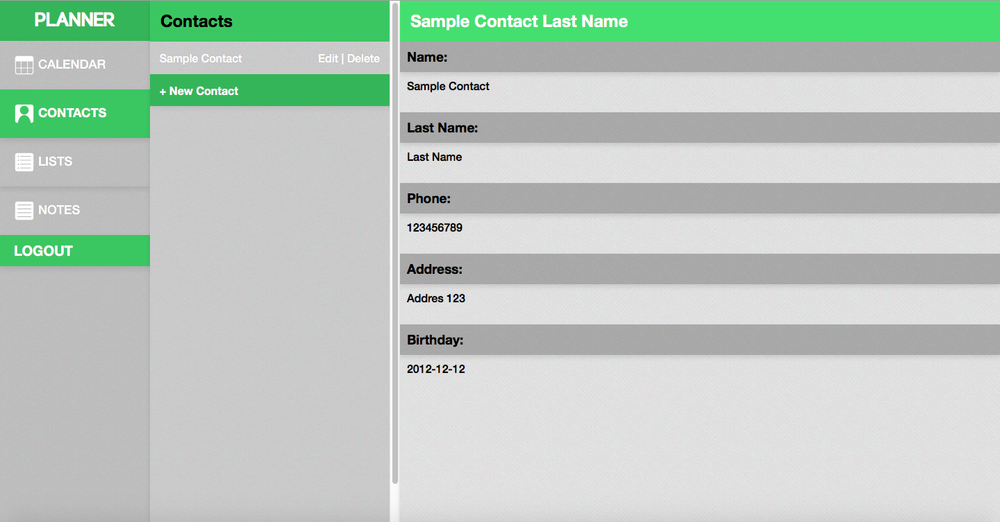 PLANNER
CALENDAR
CONTACTS
LISTS
NOTES
LOGOUT
Contacts
Sample Contact Edit | Delete
+ New Contact
Sample Contact Last Name
Name:
Sample Contact
Last Name:
Last Name
Phone:
123456789
Address:
Addres 123
Birthday:
2012-12-12